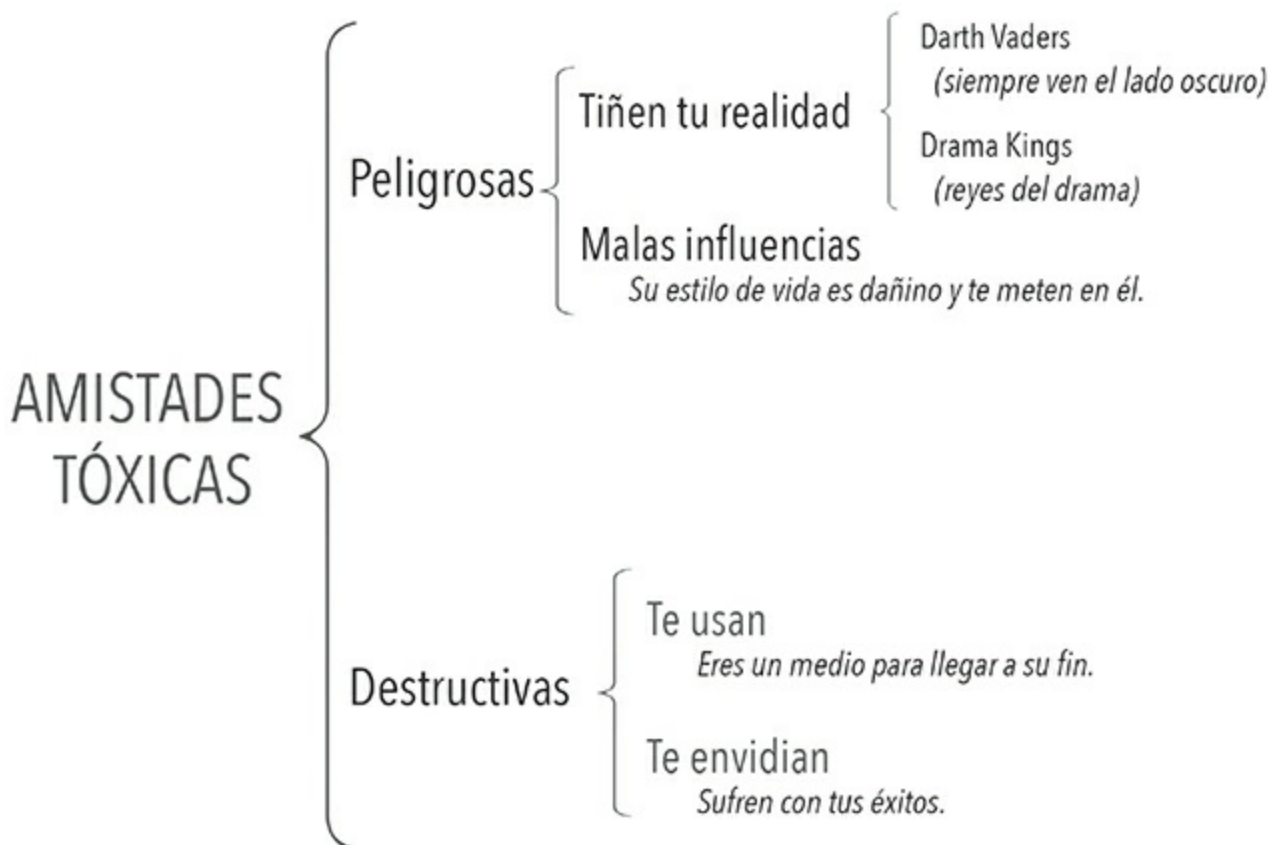 AMISTADES
TÓXICAS
Peligrosas
Tiñen tu realidad
Darth Vaders
(siempre ven el lado oscuro)
Drama Kings
(reyes del drama)
Malas influencias
Su estilo de vida es dañino y te meten en él.
Destructivas
Te usan
Eres un medio para llegar a su fin.
Te envidian
Sufren con tus éxitos.